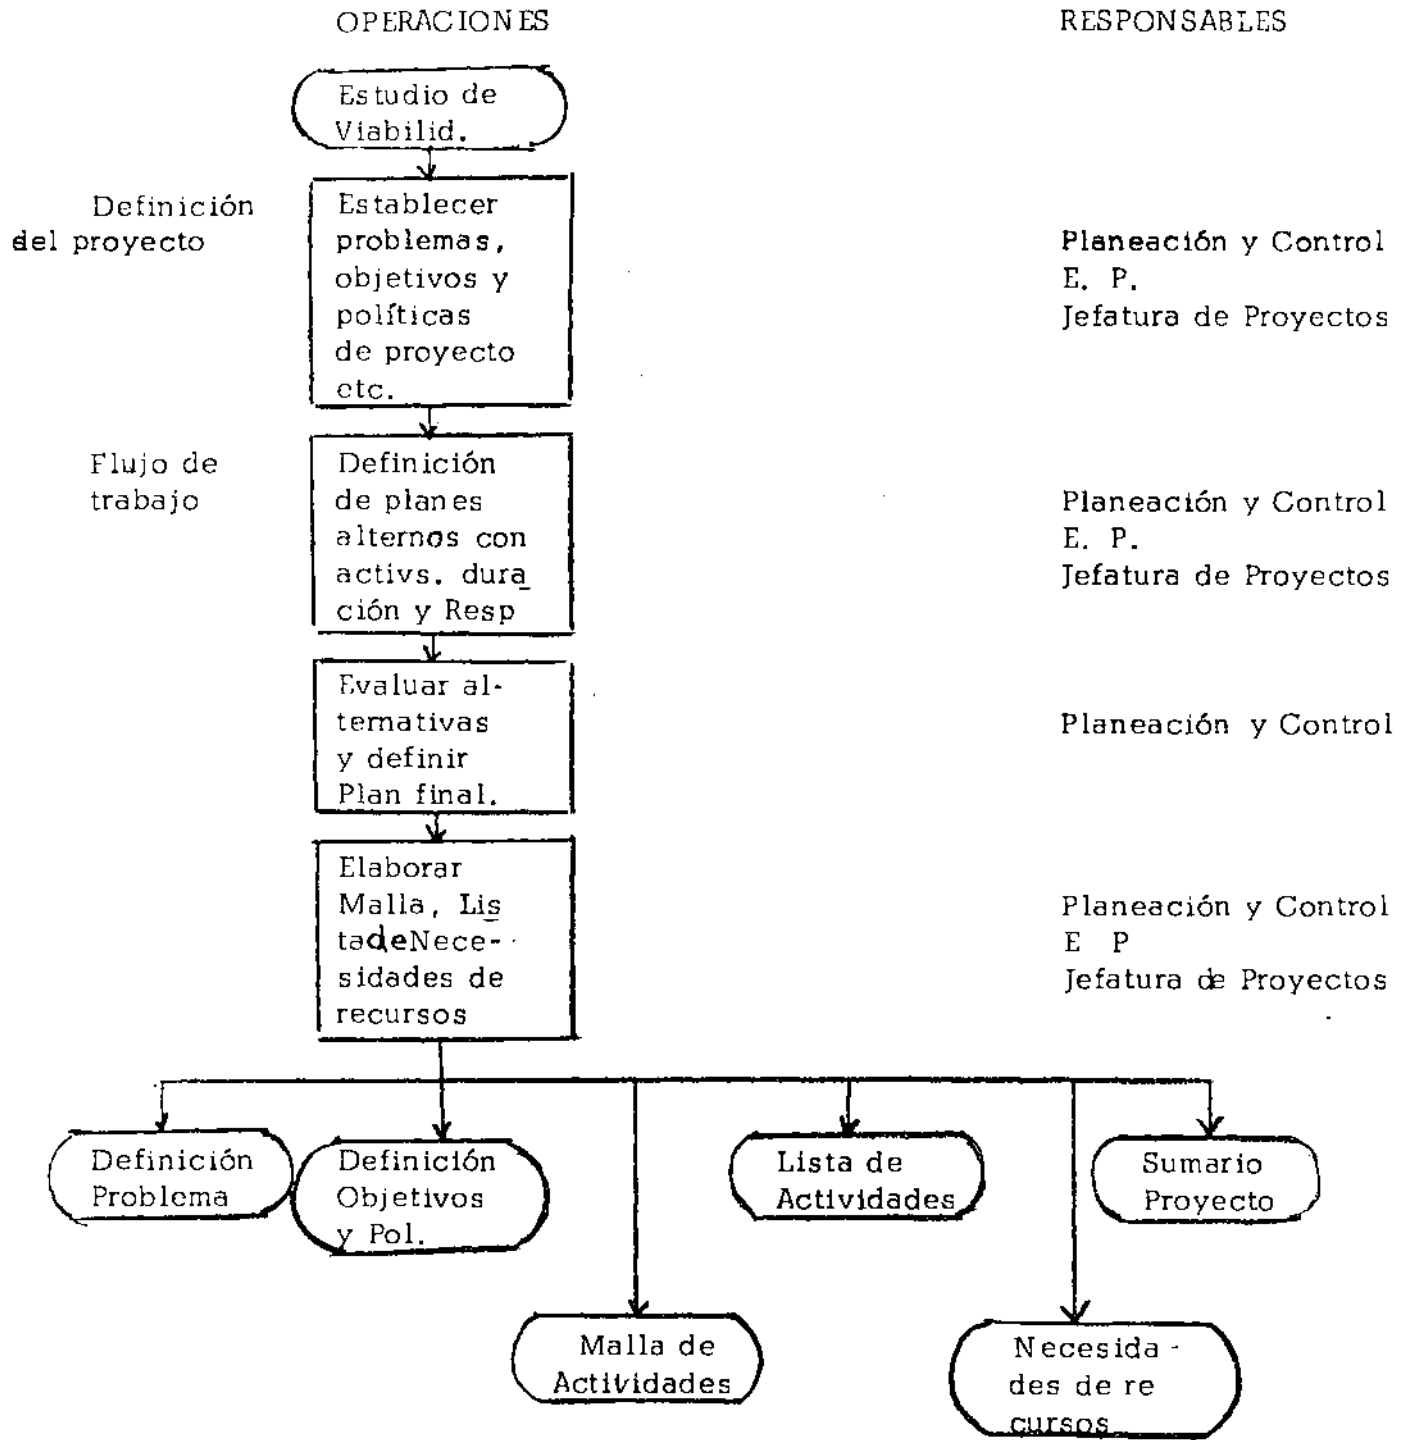 OPERACIONES
RESPONSABLES
Estudio de
Viabilid.
Definición
del proyecto
Establecer
problemas,
objetivos y
políticas
de proyecto
etc.
Planeación y Control
E. P.
Jefatura de Proyectos
Flujo de
trabajo
Definición
de planes
alternos con
activs. dura
ción y Resp
Planeación y Control
E. P.
Jefatura de Proyectos
Evaluar al-
ternativas
y definir
Plan final.
Planeación y Control
Elaborar
Malla, Lis
tadeNece-
sidades de
recursos
Planeación y Control
E P
Jefatura de Proyectos
Definición
Problema
Definición
Objetivos
y Pol.
Lista de
Actividades
Sumario
Proyecto
Malla de
Actividades
Necesida-
des de re
cursos